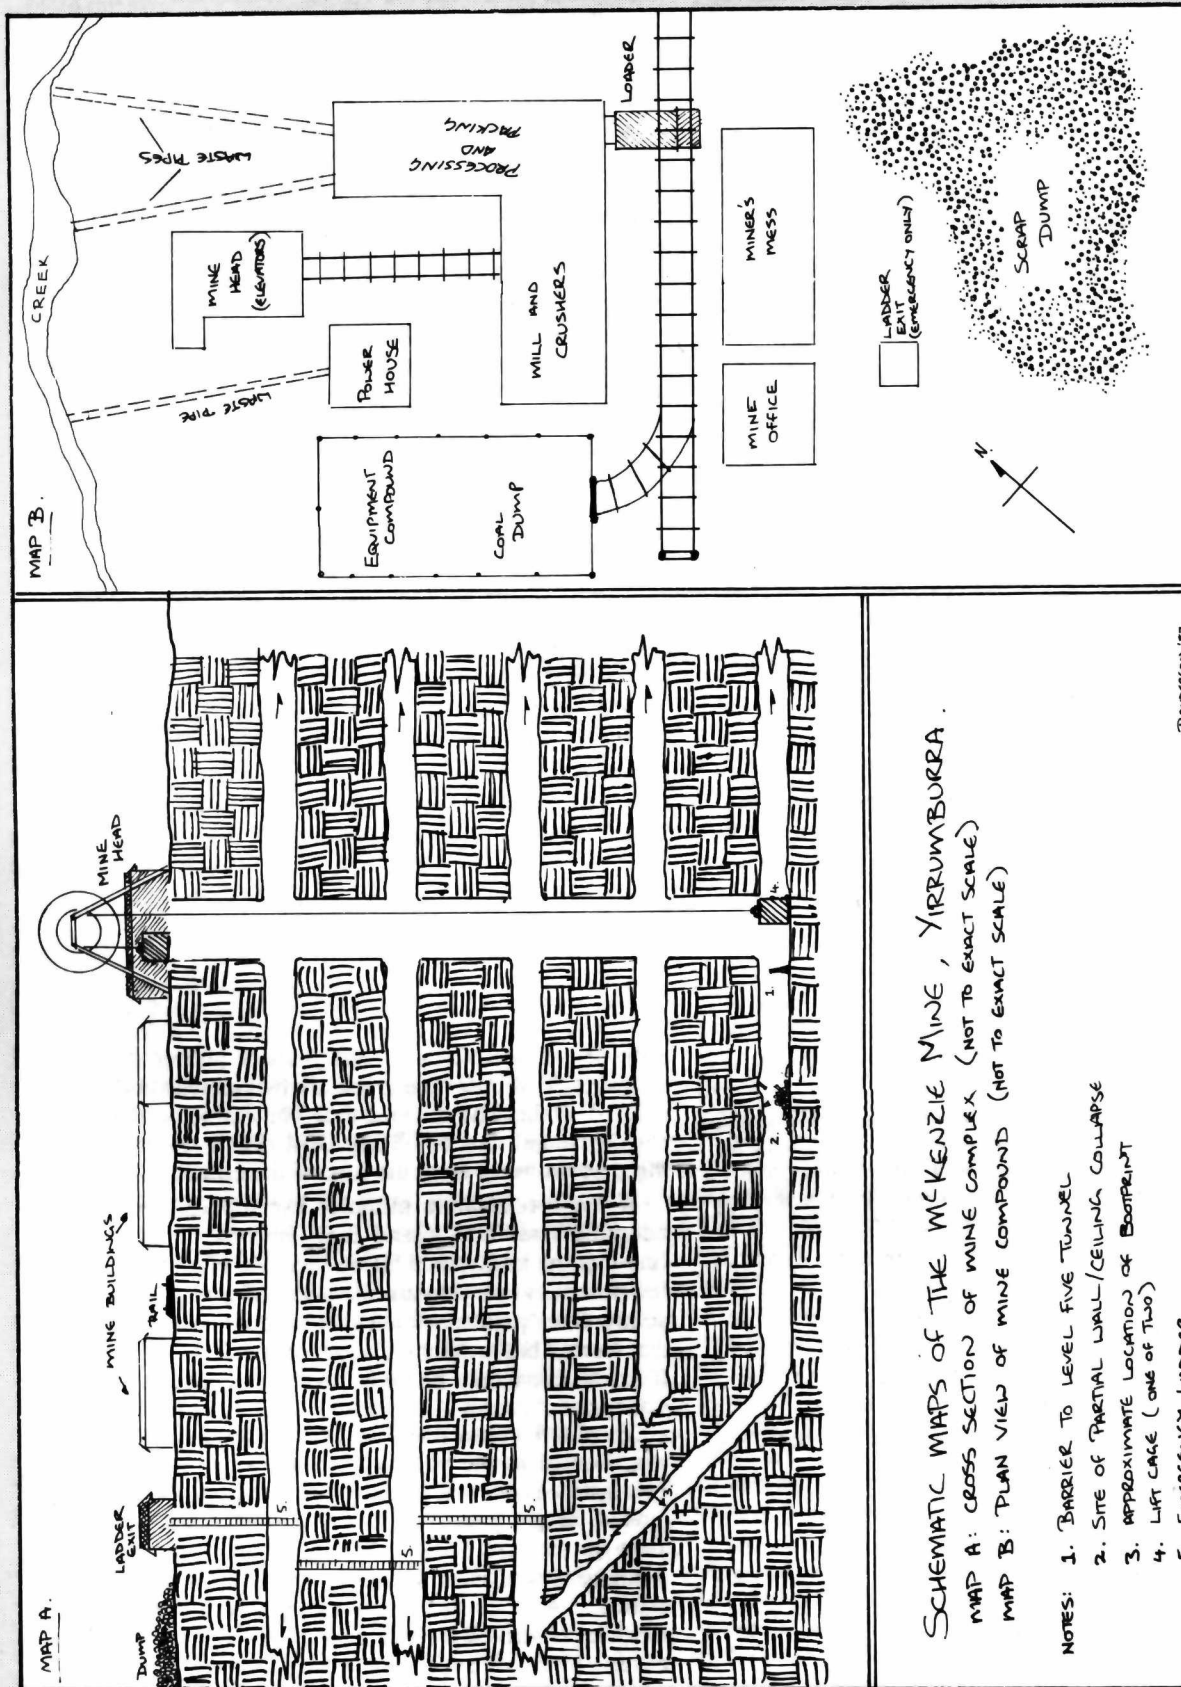 MAP A.
DUMP
LADDER
EXIT
MINE BUILDINGS
RAIL
MINE
HEAD
5.
5.
5.
3.
2.
1.
4.
MAP B.
CREEK
WASTE PIPE
WASTE PIPES
MINE
HEAD
(ELEVATORS)
POWER
HOUSE
EQUIPMENT
COMPOUND
COAL
DUMP
PROCESSING
AND
PACKING
MILL AND
CRUSHERS
LOADER
MINE
OFFICE
MINER'S
MESS
LADDER
EXIT
(EMERGENCY ONLY)
SCRAP
DUMP
N.
SCHEMATIC MAPS OF THE McKENZIE MINE, YIRRUMBURRA.
MAP A: CROSS SECTION OF MINE COMPLEX (NOT TO EXACT SCALE)
MAP B: PLAN VIEW OF MINE COMPOUND (NOT TO EXACT SCALE)
NOTES: 1. BARRIER TO LEVEL FIVE TUNNEL
2. SITE OF PARTIAL WALL/CEILING COLLAPSE
3. APPROXIMATE LOCATION OF BOOTPRINT
4. LIFT CAGE (ONE OF TWO)